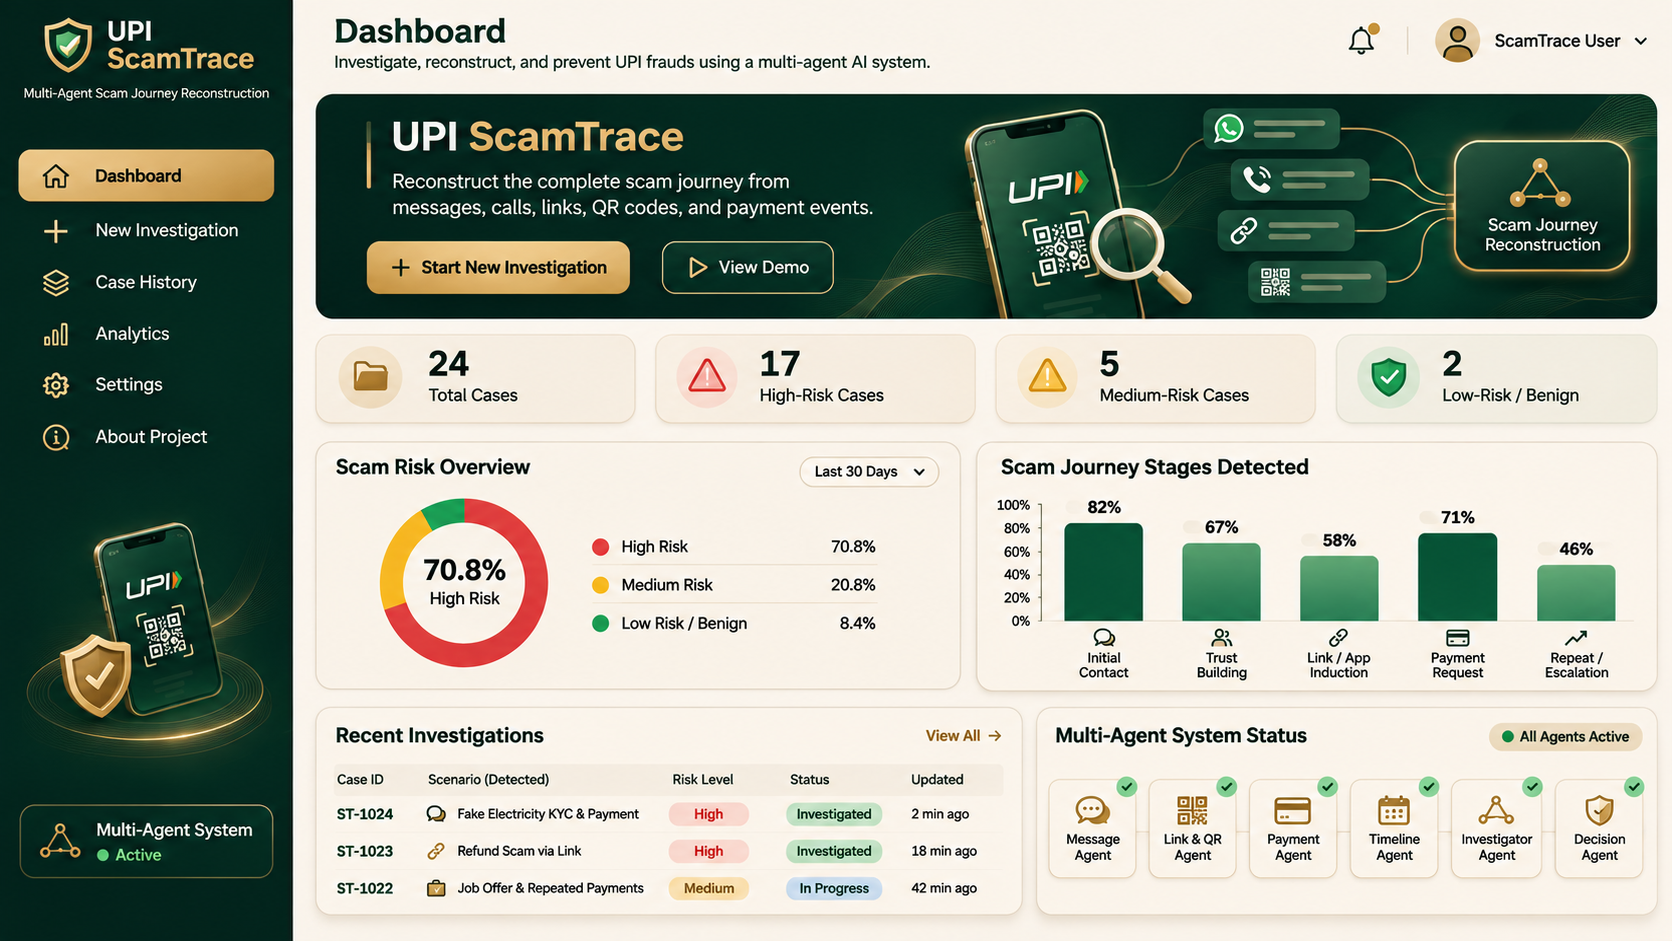 UPI
ScamTrace
Multi-Agent Scam Journey Reconstruction
Dashboard
New Investigation
Case History
Analytics
Settings
About Project
UPI
Multi-Agent System
Active
Dashboard
Investigate, reconstruct, and prevent UPI frauds using a multi-agent AI system.
ScamTrace User
UPI ScamTrace
Reconstruct the complete scam journey from
messages, calls, links, QR codes, and payment events.
Start New Investigation
View Demo
UPI
Scam Journey
Reconstruction
24
Total Cases
17
High-Risk Cases
5
Medium-Risk Cases
2
Low-Risk / Benign
Scam Risk Overview
Last 30 Days
70.8%
High Risk
High Risk 70.8%
Medium Risk 20.8%
Low Risk / Benign 8.4%
Scam Journey Stages Detected
100%
80%
60%
40%
20%
0%
82%
67%
58%
71%
46%
Initial
Contact
Trust
Building
Link / App
Induction
Payment
Request
Repeat /
Escalation
Recent Investigations
View All →
Case ID Scenario (Detected) Risk Level Status Updated
ST-1024 Fake Electricity KYC & Payment High Investigated 2 min ago
ST-1023 Refund Scam via Link High Investigated 18 min ago
ST-1022 Job Offer & Repeated Payments Medium In Progress 42 min ago
Multi-Agent System Status
All Agents Active
Message
Agent
Link & QR
Agent
Payment
Agent
Timeline
Agent
Investigator
Agent
Decision
Agent